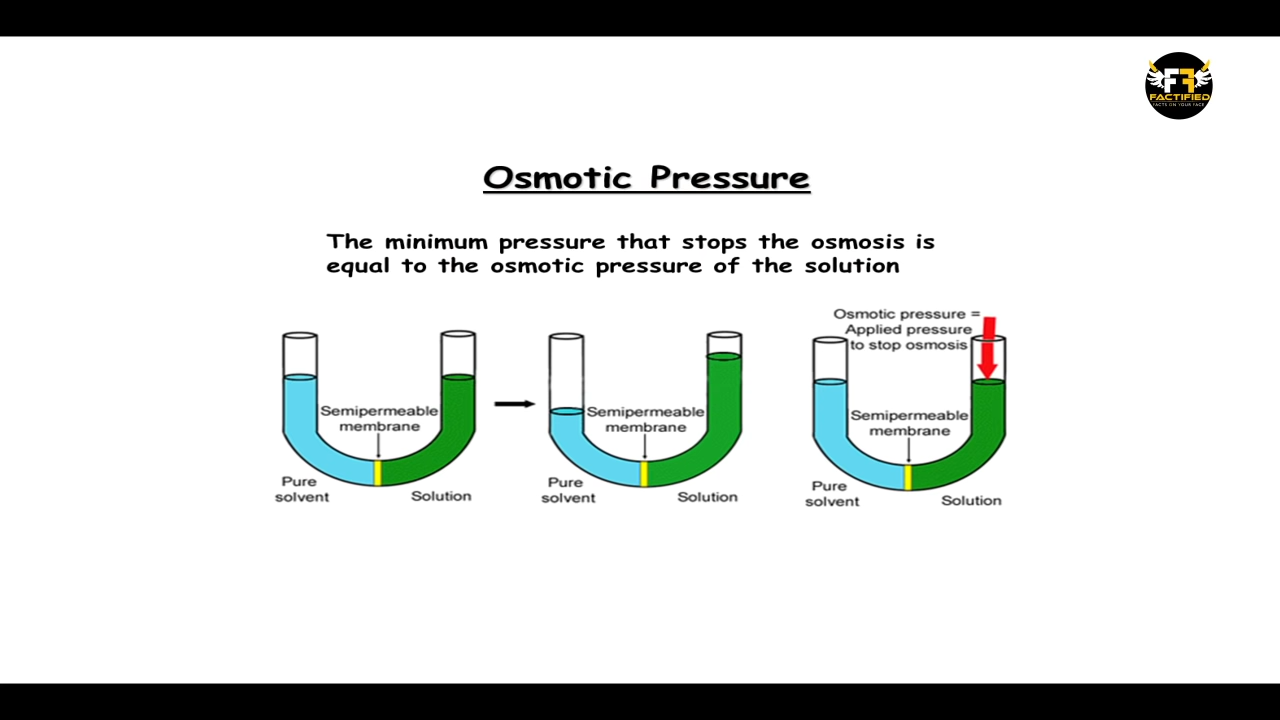 FF
FACTIFIED
FACTS ON YOUR FACE
Osmotic Pressure
The minimum pressure that stops the osmosis is
equal to the osmotic pressure of the solution
Semipermeable
membrane
Pure
solvent
Solution
Semipermeable
membrane
Pure
solvent
Solution
Osmotic pressure =
Applied pressure
to stop osmosis
Semipermeable
membrane
Pure
solvent
Solution